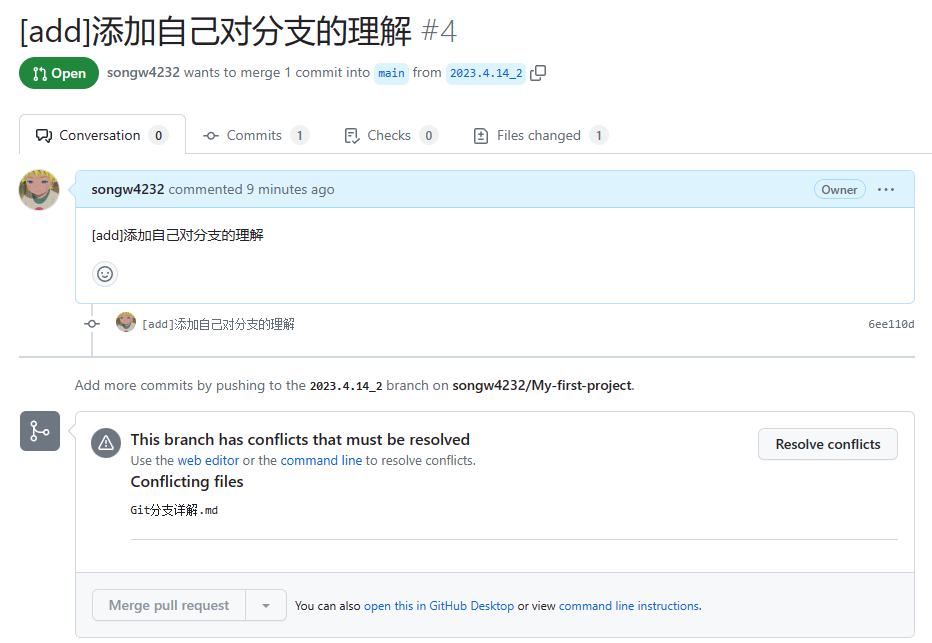 [add]添加自己对分支的理解 #4
Open songw4232 wants to merge 1 commit into main from 2023.4.14_2
Conversation 0 Commits 1 Checks 0 Files changed 1
songw4232 commented 9 minutes ago Owner ...
[add]添加自己对分支的理解
[add]添加自己对分支的理解 6ee110d
Add more commits by pushing to the 2023.4.14_2 branch on songw4232/My-first-project.
This branch has conflicts that must be resolved
Use the web editor or the command line to resolve conflicts.
Resolve conflicts
Conflicting files
Git分支详解.md
Merge pull request You can also open this in GitHub Desktop or view command line instructions.